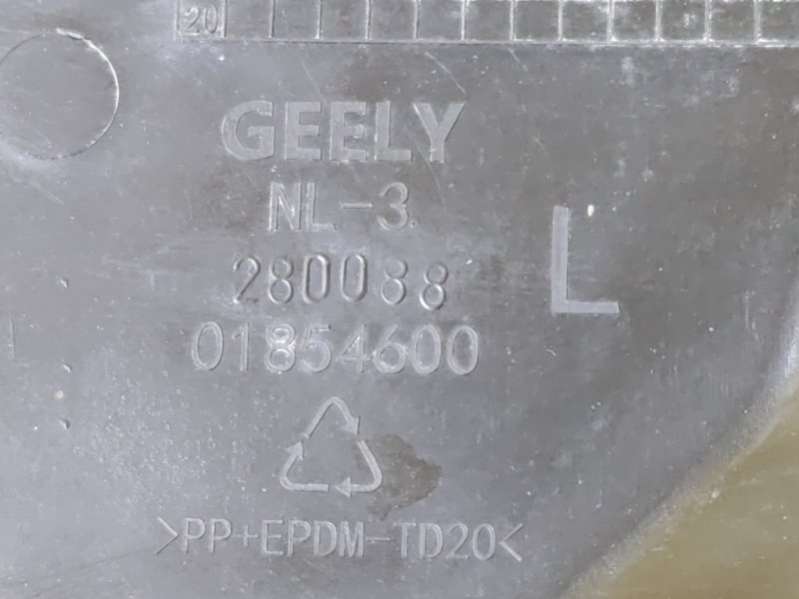 20
GEELY
NL-3.
L
280088
01854600
>PP+EPDM-TD20<